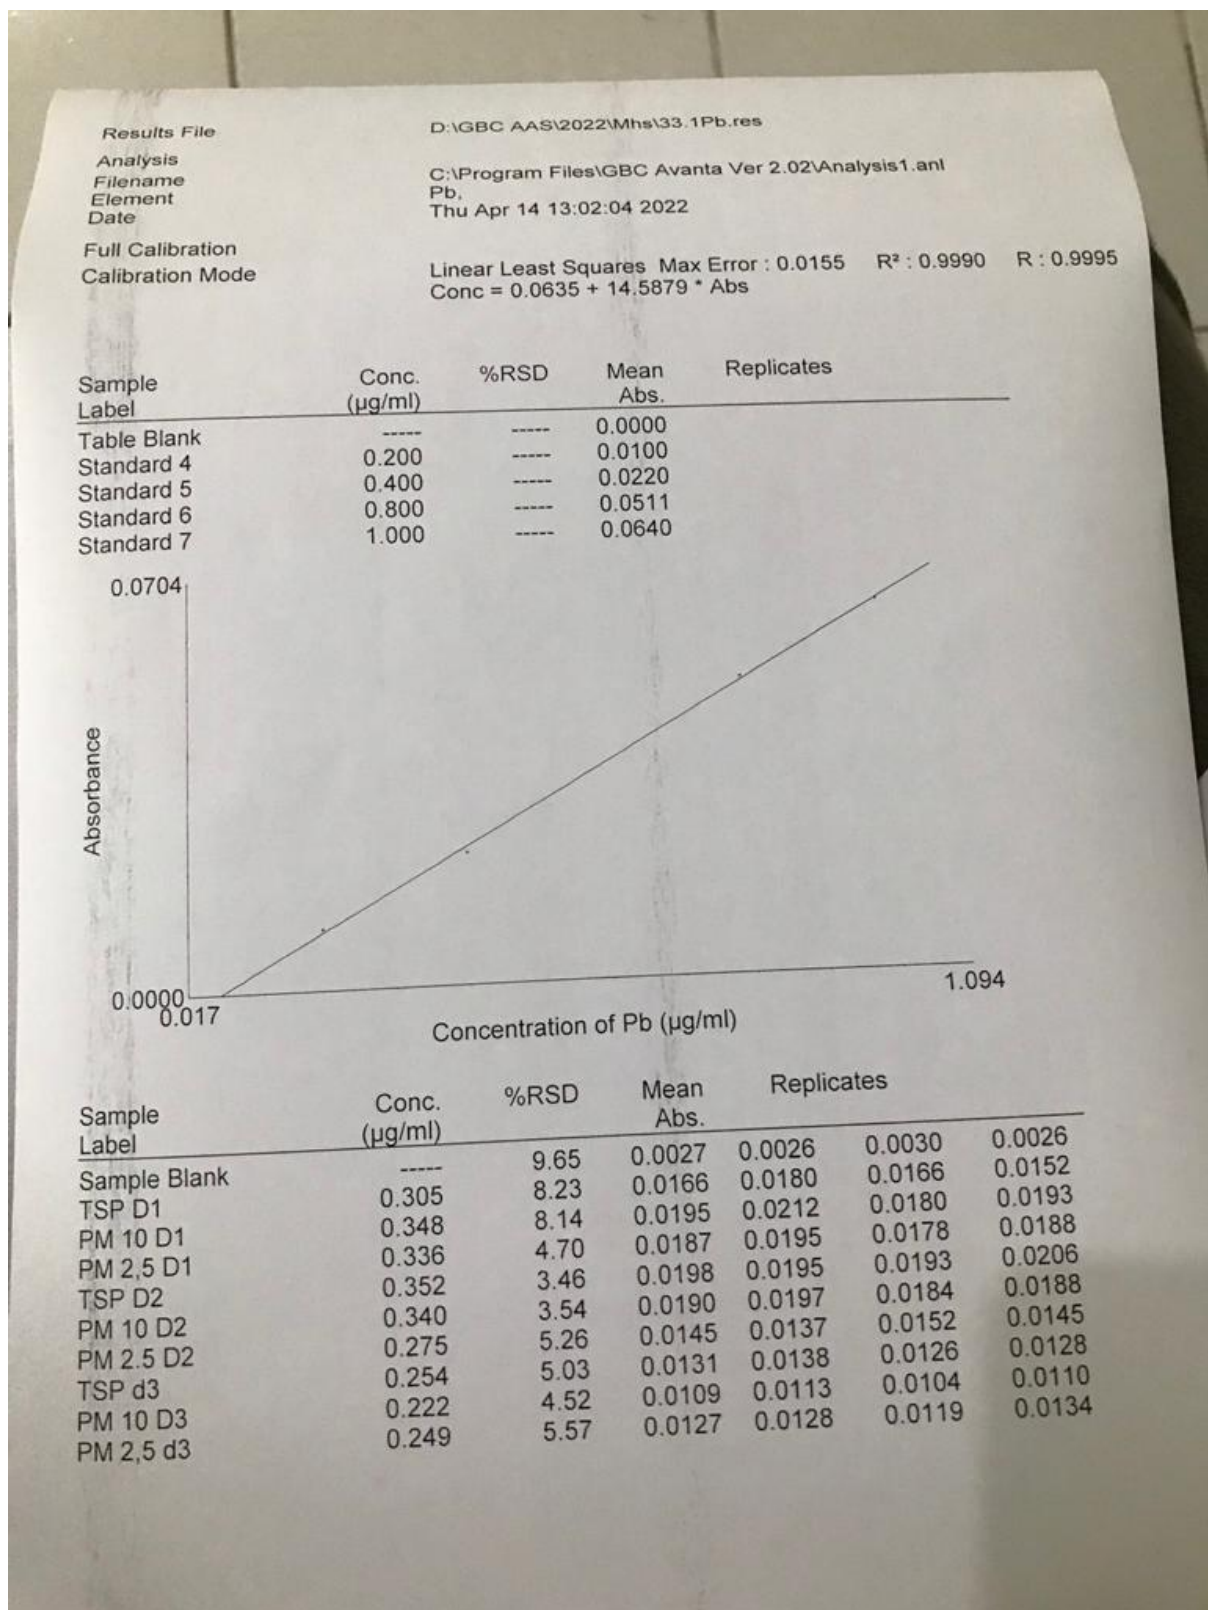 Results File D:\GBC AAS\2022\Mhs\33.1Pb.res
Analysis
Filename C:\Program Files\GBC Avanta Ver 2.02\Analysis1.anl
Element Pb,
Date Thu Apr 14 13:02:04 2022
Full Calibration
Calibration Mode Linear Least Squares Max Error : 0.0155 R² : 0.9990 R : 0.9995
Conc = 0.0635 + 14.5879 * Abs
Sample Conc. %RSD Mean Replicates
Label (µg/ml) Abs.
Table Blank ----- ----- 0.0000
Standard 4 0.200 ----- 0.0100
Standard 5 0.400 ----- 0.0220
Standard 6 0.800 ----- 0.0511
Standard 7 1.000 ----- 0.0640
0.0704
Absorbance
0.0000
0.017 1.094
Concentration of Pb (µg/ml)
Sample Conc. %RSD Mean Replicates
Label (µg/ml) Abs.
Sample Blank ----- 9.65 0.0027 0.0026 0.0030 0.0026
TSP D1 0.305 8.23 0.0166 0.0180 0.0166 0.0152
PM 10 D1 0.348 8.14 0.0195 0.0212 0.0180 0.0193
PM 2,5 D1 0.336 4.70 0.0187 0.0195 0.0178 0.0188
TSP D2 0.352 3.46 0.0198 0.0195 0.0193 0.0206
PM 10 D2 0.340 3.54 0.0190 0.0197 0.0184 0.0188
PM 2.5 D2 0.275 5.26 0.0145 0.0137 0.0152 0.0145
TSP d3 0.254 5.03 0.0131 0.0138 0.0126 0.0128
PM 10 D3 0.222 4.52 0.0109 0.0113 0.0104 0.0110
PM 2,5 d3 0.249 5.57 0.0127 0.0128 0.0119 0.0134